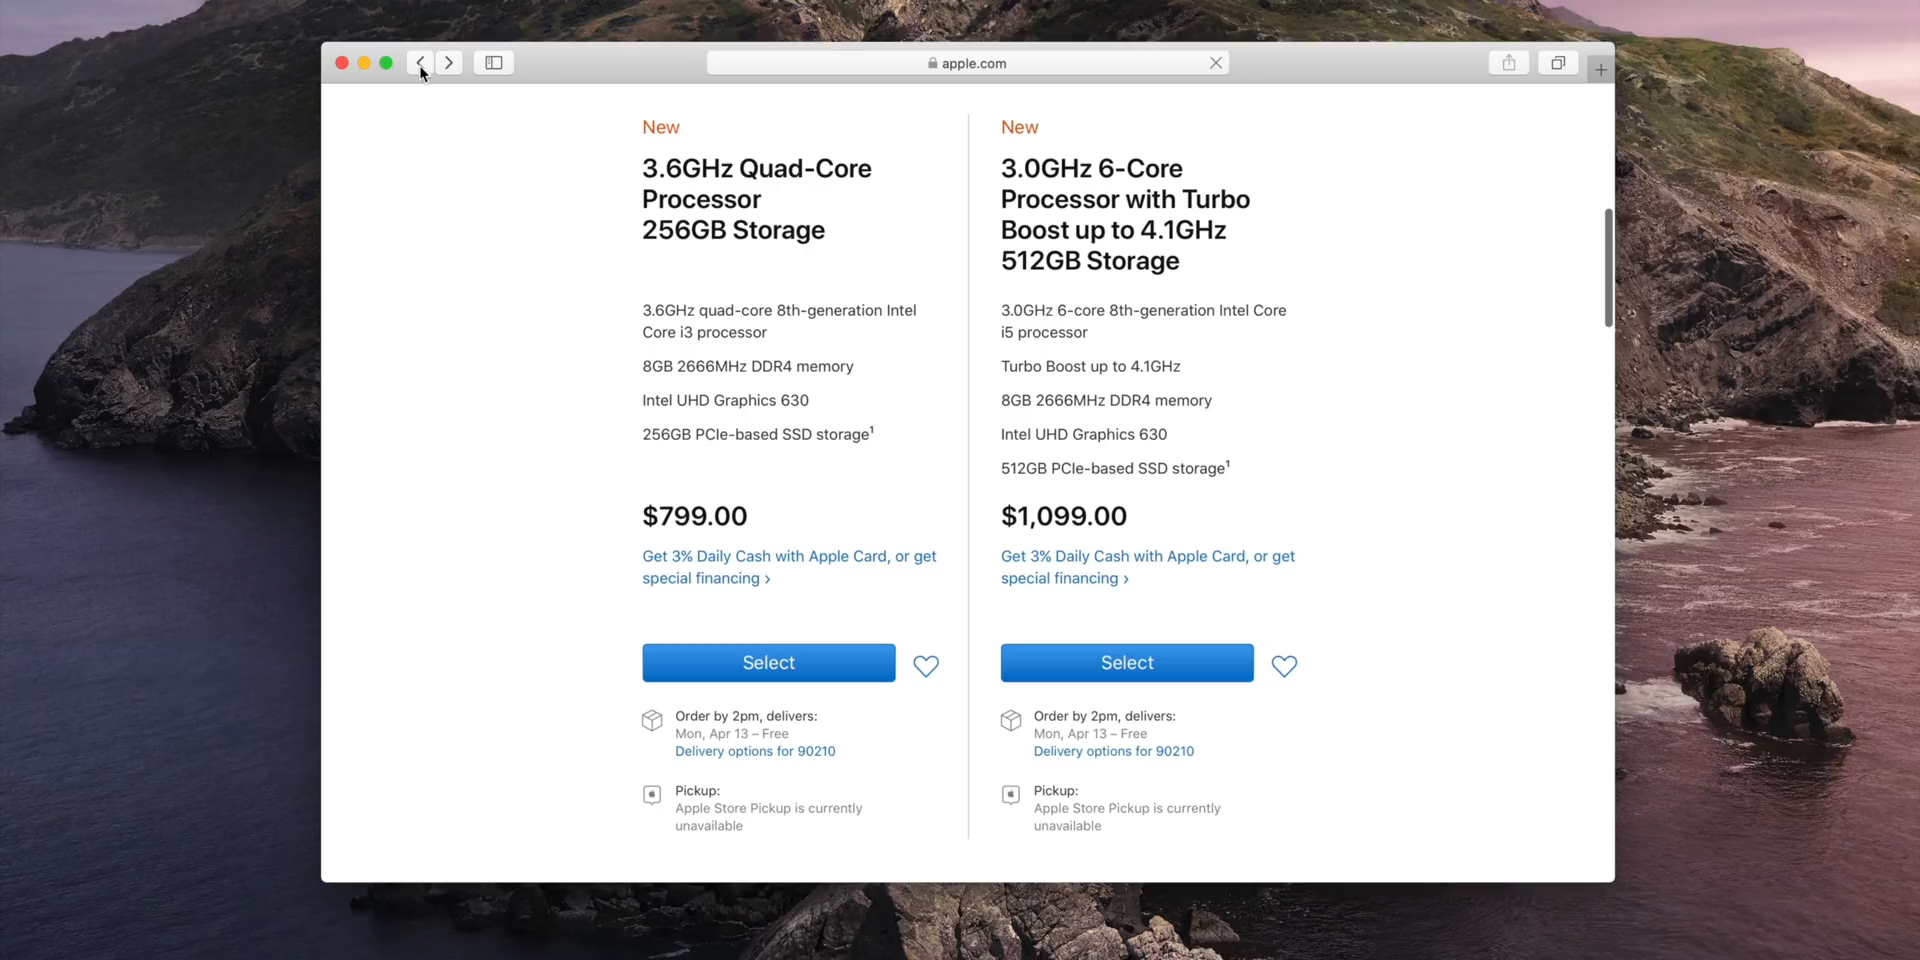 apple.com
New
3.6GHz Quad-Core
Processor
256GB Storage
3.6GHz quad-core 8th-generation Intel
Core i3 processor
8GB 2666MHz DDR4 memory
Intel UHD Graphics 630
256GB PCIe-based SSD storage¹
$799.00
Get 3% Daily Cash with Apple Card, or get
special financing ›
Select
Order by 2pm, delivers:
Mon, Apr 13 – Free
Delivery options for 90210
Pickup:
Apple Store Pickup is currently
unavailable
New
3.0GHz 6-Core
Processor with Turbo
Boost up to 4.1GHz
512GB Storage
3.0GHz 6-core 8th-generation Intel Core
i5 processor
Turbo Boost up to 4.1GHz
8GB 2666MHz DDR4 memory
Intel UHD Graphics 630
512GB PCIe-based SSD storage¹
$1,099.00
Get 3% Daily Cash with Apple Card, or get
special financing ›
Select
Order by 2pm, delivers:
Mon, Apr 13 – Free
Delivery options for 90210
Pickup:
Apple Store Pickup is currently
unavailable